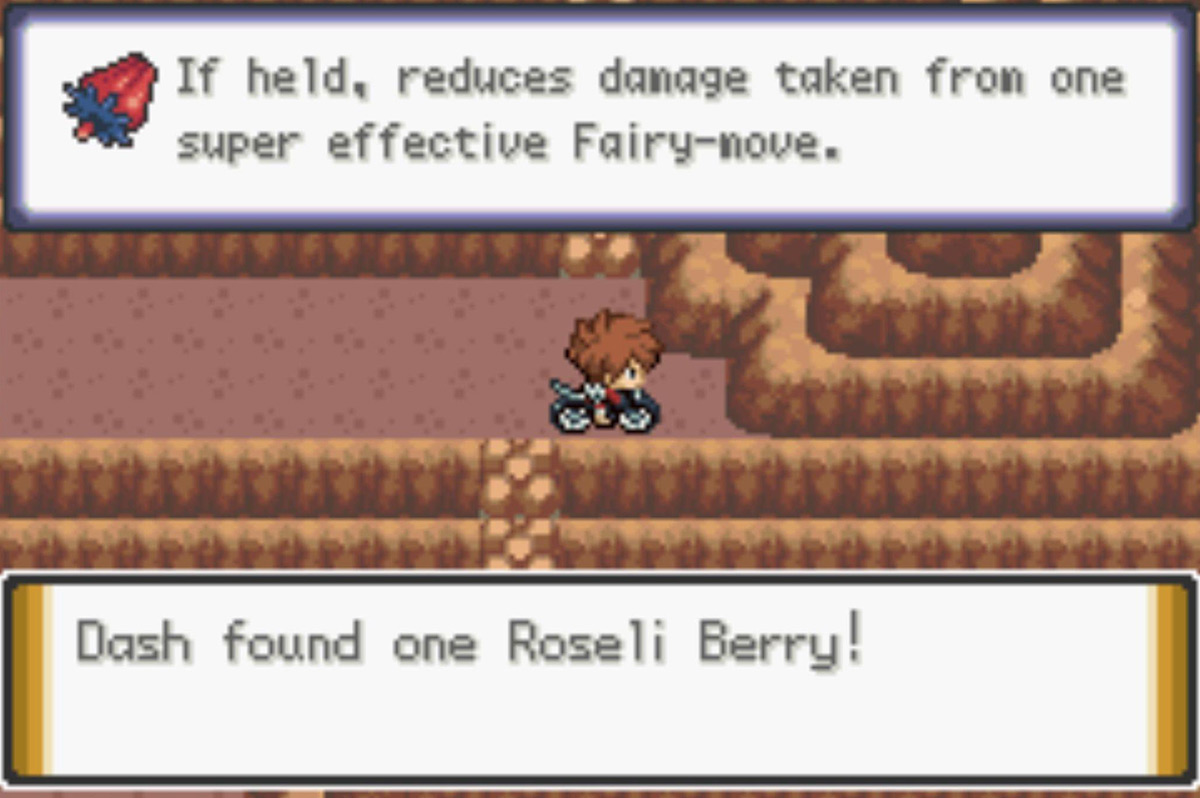 If held, reduces damage taken from one
super effective Fairy-move.
Dash found one Roseli Berry!